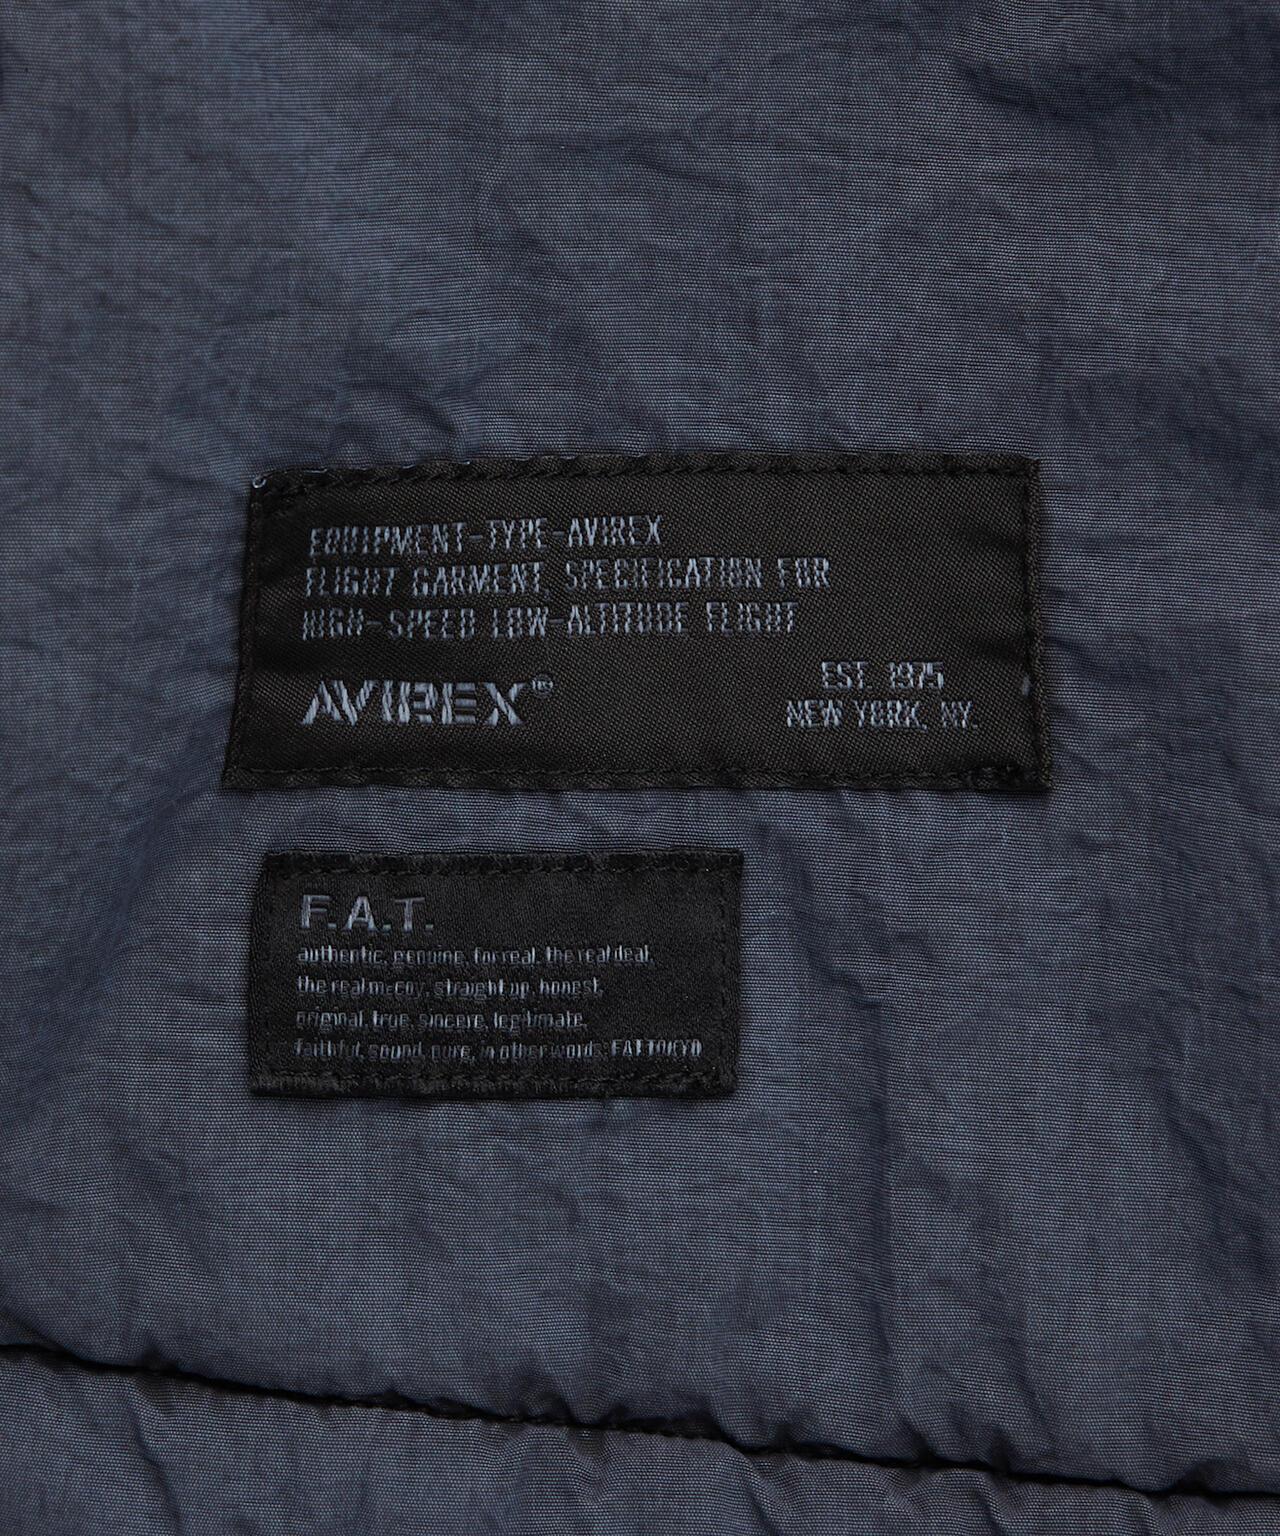 EQUIPMENT-TYPE-AVIREX
FLIGHT GARMENT, SPECIFICATION FOR
HIGH-SPEED LOW-ALTITUDE FLIGHT
AVIREX®
EST. 1975
NEW YORK, NY.
F.A.T.
authentic, genuine, for real, the real deal,
the real mccoy, straight up, honest,
original, true, sincere, legitimate,
faithful, sound, pure, in other words; FAT TOKYO